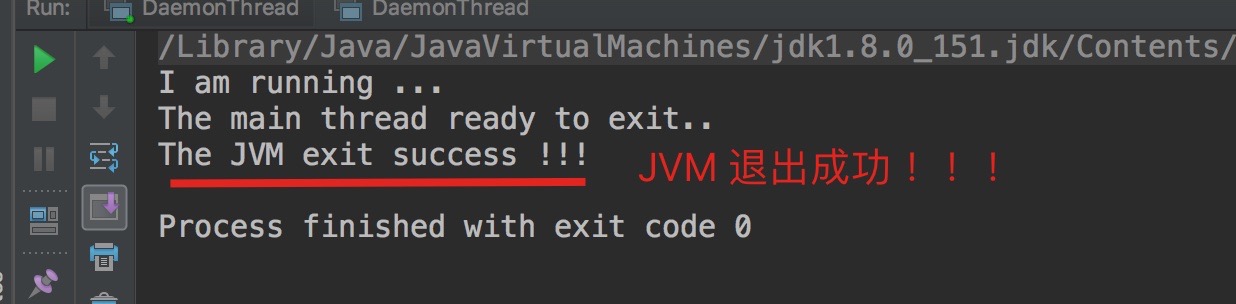 Run:
DaemonThread
DaemonThread
/Library/Java/JavaVirtualMachines/jdk1.8.0_151.jdk/Contents/
I am running ...
The main thread ready to exit..
The JVM exit success !!!
JVM 退出成功！！！
Process finished with exit code 0